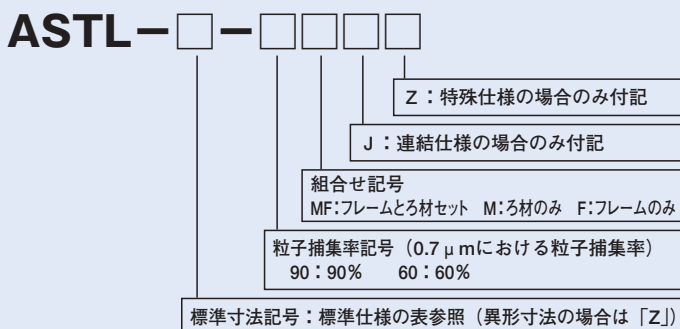 ASTL－□－□□□□
Z：特殊仕様の場合のみ付記
J：連結仕様の場合のみ付記
組合せ記号
MF：フレームとろ材セット　M：ろ材のみ　F：フレームのみ
粒子捕集率記号（0.7μmにおける粒子捕集率）
90：90%　60：60%
標準寸法記号：標準仕様の表参照（異形寸法の場合は「Z」）